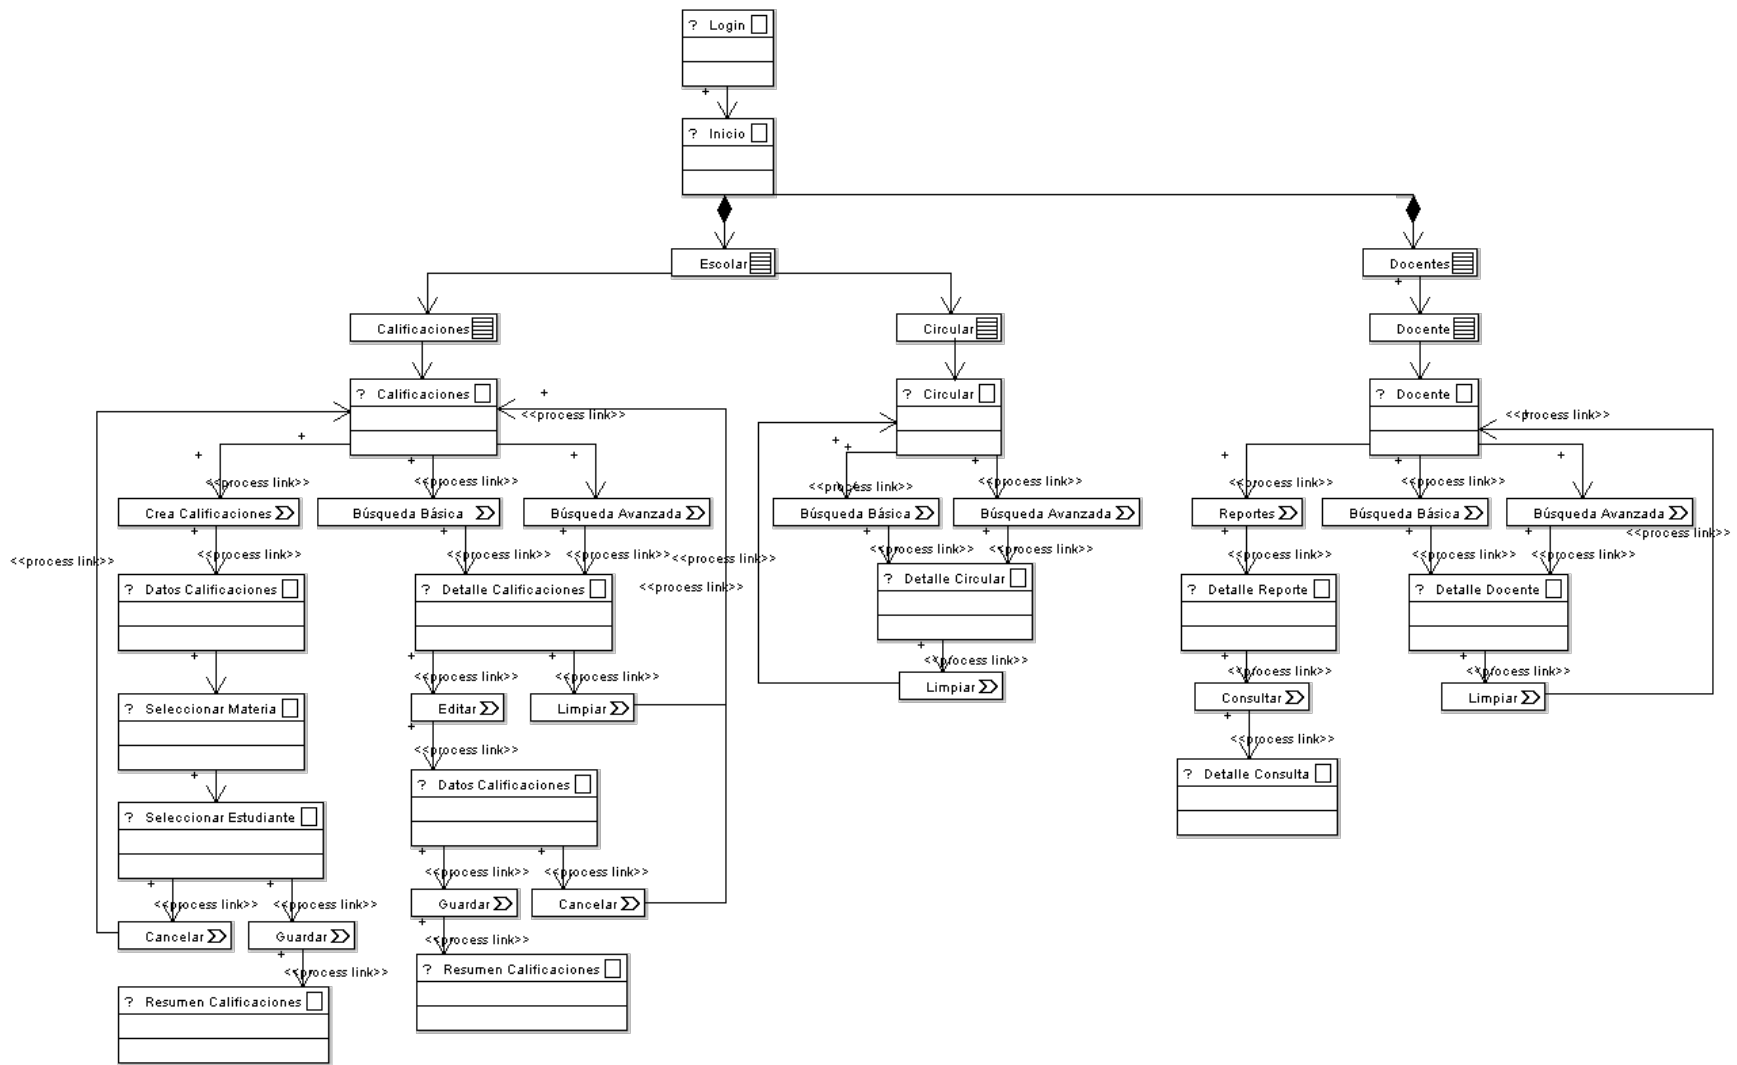 ? Login
+
? Inicio
Escolar
Docentes
+
Calificaciones
Circular
Docente
? Calificaciones
+
<<process link>>
? Circular
? Docente
<<process link>>
+
+
+
<<process link>>
+
<<process link>>
+
+
+
<<process link>>
+
<<process link>>
+
<<process link>>
+
<<process link>>
+
Crea Calificaciones
Búsqueda Básica
Búsqueda Avanzada
Búsqueda Básica
Búsqueda Avanzada
Reportes
Búsqueda Básica
Búsqueda Avanzada
<<process link>>
+
<<process link>>
+
<<process link>>
+
<<process link>>
<<process link>>
+
<<process link>>
+
<<process link>>
+
<<process link>>
+
<<process link>>
+
<<process link>>
<<process link>>
<<process link>>
? Datos Calificaciones
? Detalle Calificaciones
? Detalle Circular
? Detalle Reporte
? Detalle Docente
+
+
<<process link>>
+
<<process link>>
+
<<process link>>
+
<<process link>>
+
<<process link>>
? Seleccionar Materia
Editar
Limpiar
Limpiar
Consultar
Limpiar
+
+
<<process link>>
+
<<process link>>
? Seleccionar Estudiante
? Datos Calificaciones
? Detalle Consulta
+
<<process link>>
+
<<process link>>
+
<<process link>>
+
<<process link>>
Cancelar
Guardar
Guardar
Cancelar
+
<<process link>>
+
<<process link>>
? Resumen Calificaciones
? Resumen Calificaciones